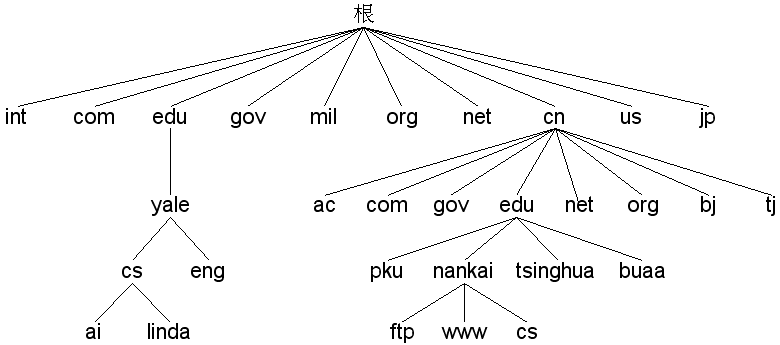 根
int com edu gov mil org net cn us jp
yale ac com gov edu net org bj tj
cs eng pku nankai tsinghua buaa
ai linda ftp www cs